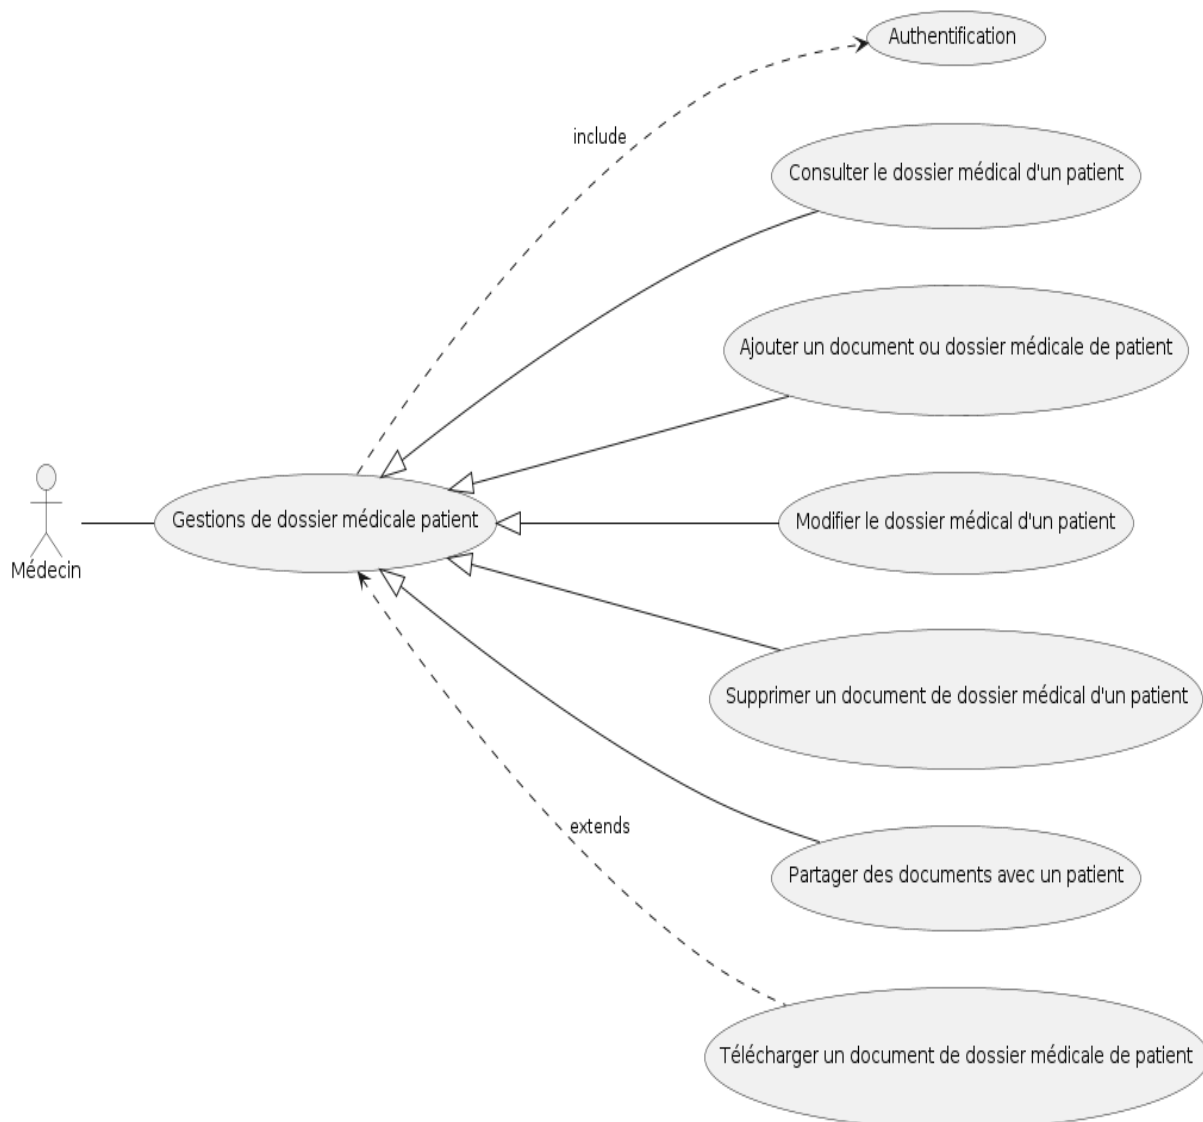 Authentification
include
Consulter le dossier médical d'un patient
Ajouter un document ou dossier médicale de patient
Gestions de dossier médicale patient
Modifier le dossier médical d'un patient
Médecin
Supprimer un document de dossier médical d'un patient
extends
Partager des documents avec un patient
Télécharger un document de dossier médicale de patient